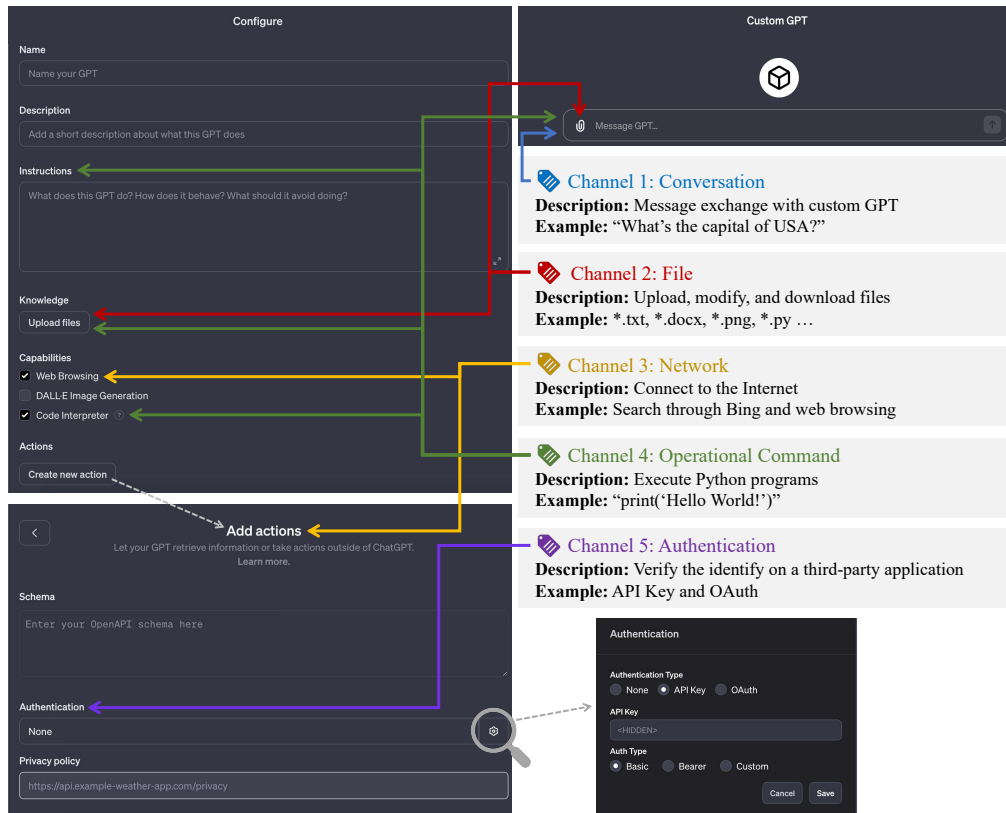 Configure
Name
Name your GPT
Description
Add a short description about what this GPT does
Instructions
What does this GPT do? How does it behave? What should it avoid doing?
Knowledge
Upload files
Capabilities
Web Browsing
DALL·E Image Generation
Code Interpreter ?
Actions
Create new action
Custom GPT
Message GPT...
Channel 1: Conversation
Description: Message exchange with custom GPT
Example: “What’s the capital of USA?”
Channel 2: File
Description: Upload, modify, and download files
Example: *.txt, *.docx, *.png, *.py …
Channel 3: Network
Description: Connect to the Internet
Example: Search through Bing and web browsing
Channel 4: Operational Command
Description: Execute Python programs
Example: “print(‘Hello World!’)”
Channel 5: Authentication
Description: Verify the identify on a third-party application
Example: API Key and OAuth
Add actions
Let your GPT retrieve information or take actions outside of ChatGPT.
Learn more.
Schema
Enter your OpenAPI schema here
Authentication
None
Privacy policy
https://api.example-weather-app.com/privacy
Authentication
Authentication Type
None API Key OAuth
API Key
<HIDDEN>
Auth Type
Basic Bearer Custom
Cancel Save